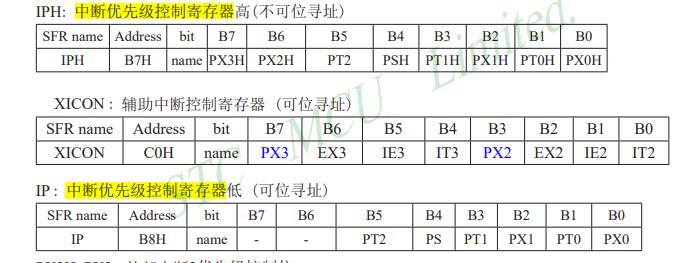 IPH: 中断优先级控制寄存器高(不可位寻址)
SFR name Address bit B7 B6 B5 B4 B3 B2 B1 B0
IPH B7H name PX3H PX2H PT2 PSH PT1H PX1H PT0H PX0H
XICON : 辅助中断控制寄存器 (可位寻址)
SFR name Address bit B7 B6 B5 B4 B3 B2 B1 B0
XICON C0H name PX3 EX3 IE3 IT3 PX2 EX2 IE2 IT2
IP : 中断优先级控制寄存器低 (可位寻址)
SFR name Address bit B7 B6 B5 B4 B3 B2 B1 B0
IP B8H name - - PT2 PS PT1 PX1 PT0 PX0
STC MCU Limited.